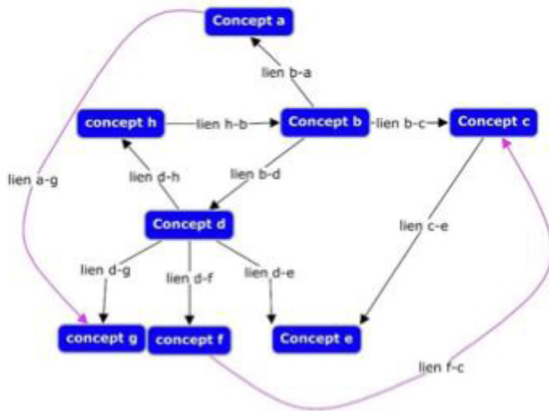 Concept a
lien b-a
concept h
lien h-b
Concept b
lien b-c
Concept c
lien a-g
lien d-h
lien b-d
Concept d
lien c-e
lien d-g
lien d-f
lien d-e
concept g
concept f
Concept e
lien f-c